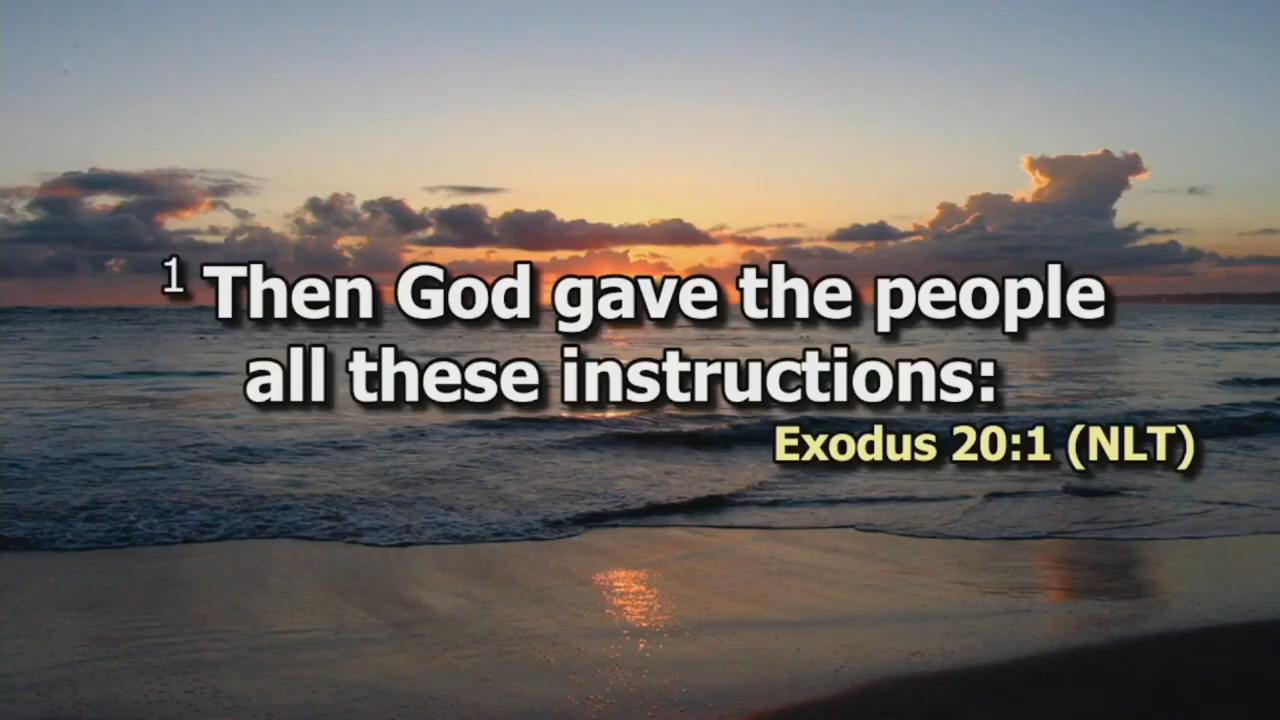 1 Then God gave the people
all these instructions:
Exodus 20:1 (NLT)